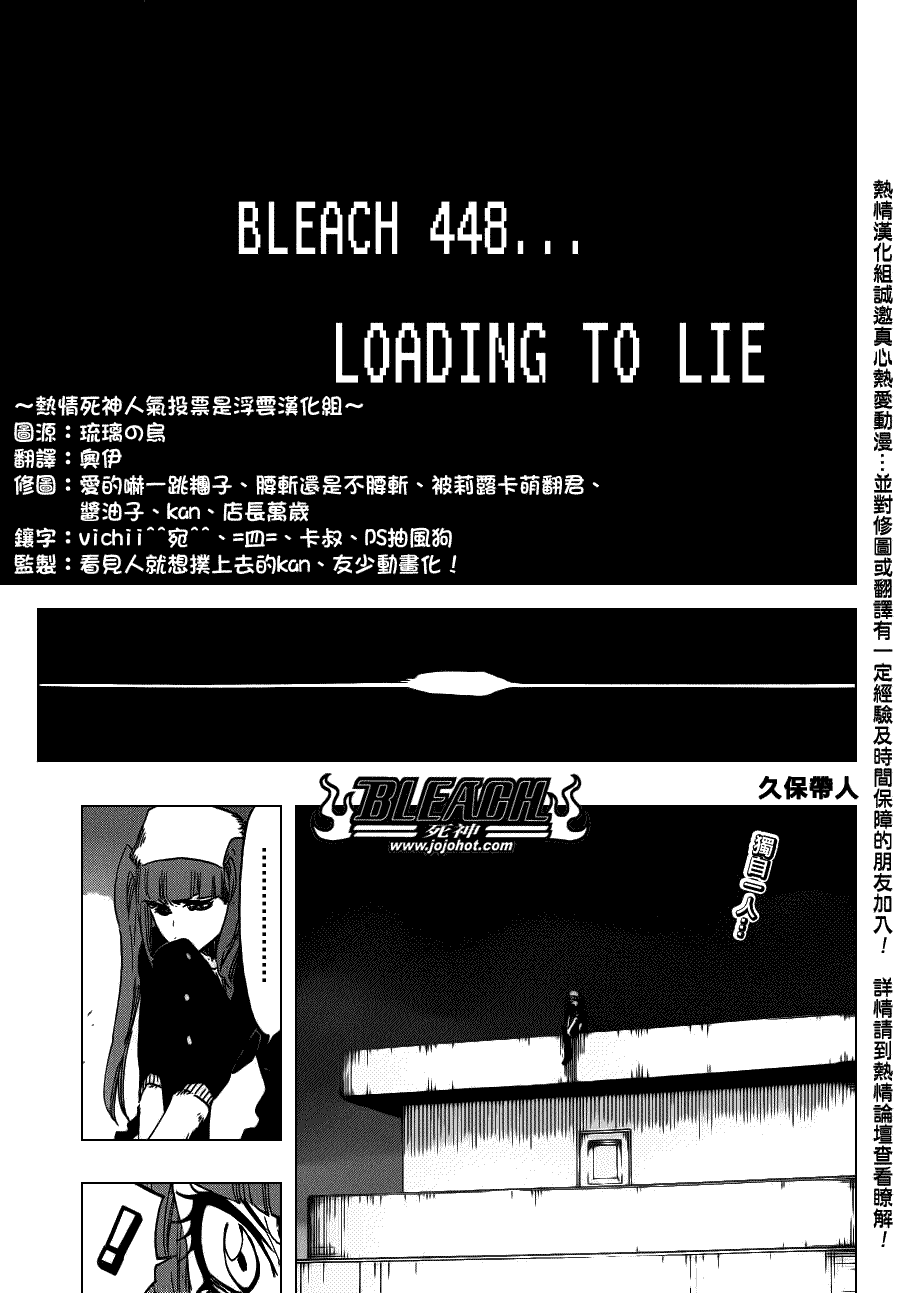 BLEACH 448...
LOADING TO LIE
～熱情死神人氣投票是浮雲漢化組～
圖源：琉璃の鳥
翻譯：奧伊
修圖：愛的嚇一跳糰子、腰斬還是不腰斬、被莉露卡萌翻君、
醬油子、kan、店長萬歲
鑲字：vichii^^宛^^、=四=、卡叔、PS抽風狗
監製：看見人就想撲上去的kan、友少動畫化！
熱情漢化組誠邀真心熱愛動漫…並對修圖或翻譯有一定經驗及時間保障的朋友加入！ 詳情請到熱情論壇查看瞭解！
久保帶人
BLEACH
死神
www.jojohot.com
獨自一人…
…………
!